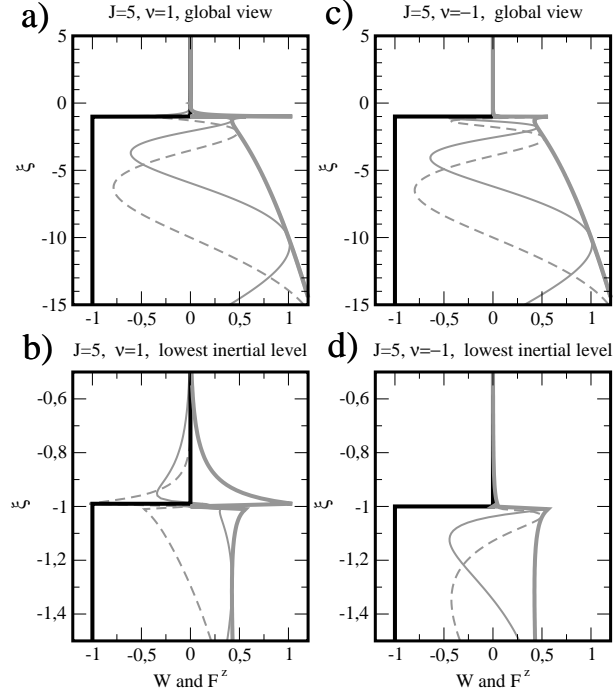 a)
J=5, ν=1, global view
5
0
-5
-10
-15
ξ
-1 -0,5 0 0,5 1
c)
J=5, ν=−1, global view
5
0
-5
-10
-15
ξ
-1 -0,5 0 0,5 1
b)
J=5, ν=1, lowest inertial level
-0,6
-0,8
-1
-1,2
-1,4
ξ
-1 -0,5 0 0,5 1
W and F^z
d)
J=5, ν=−1, lowest inertial level
-0,6
-0,8
-1
-1,2
-1,4
ξ
-1 -0,5 0 0,5 1
W and F^z